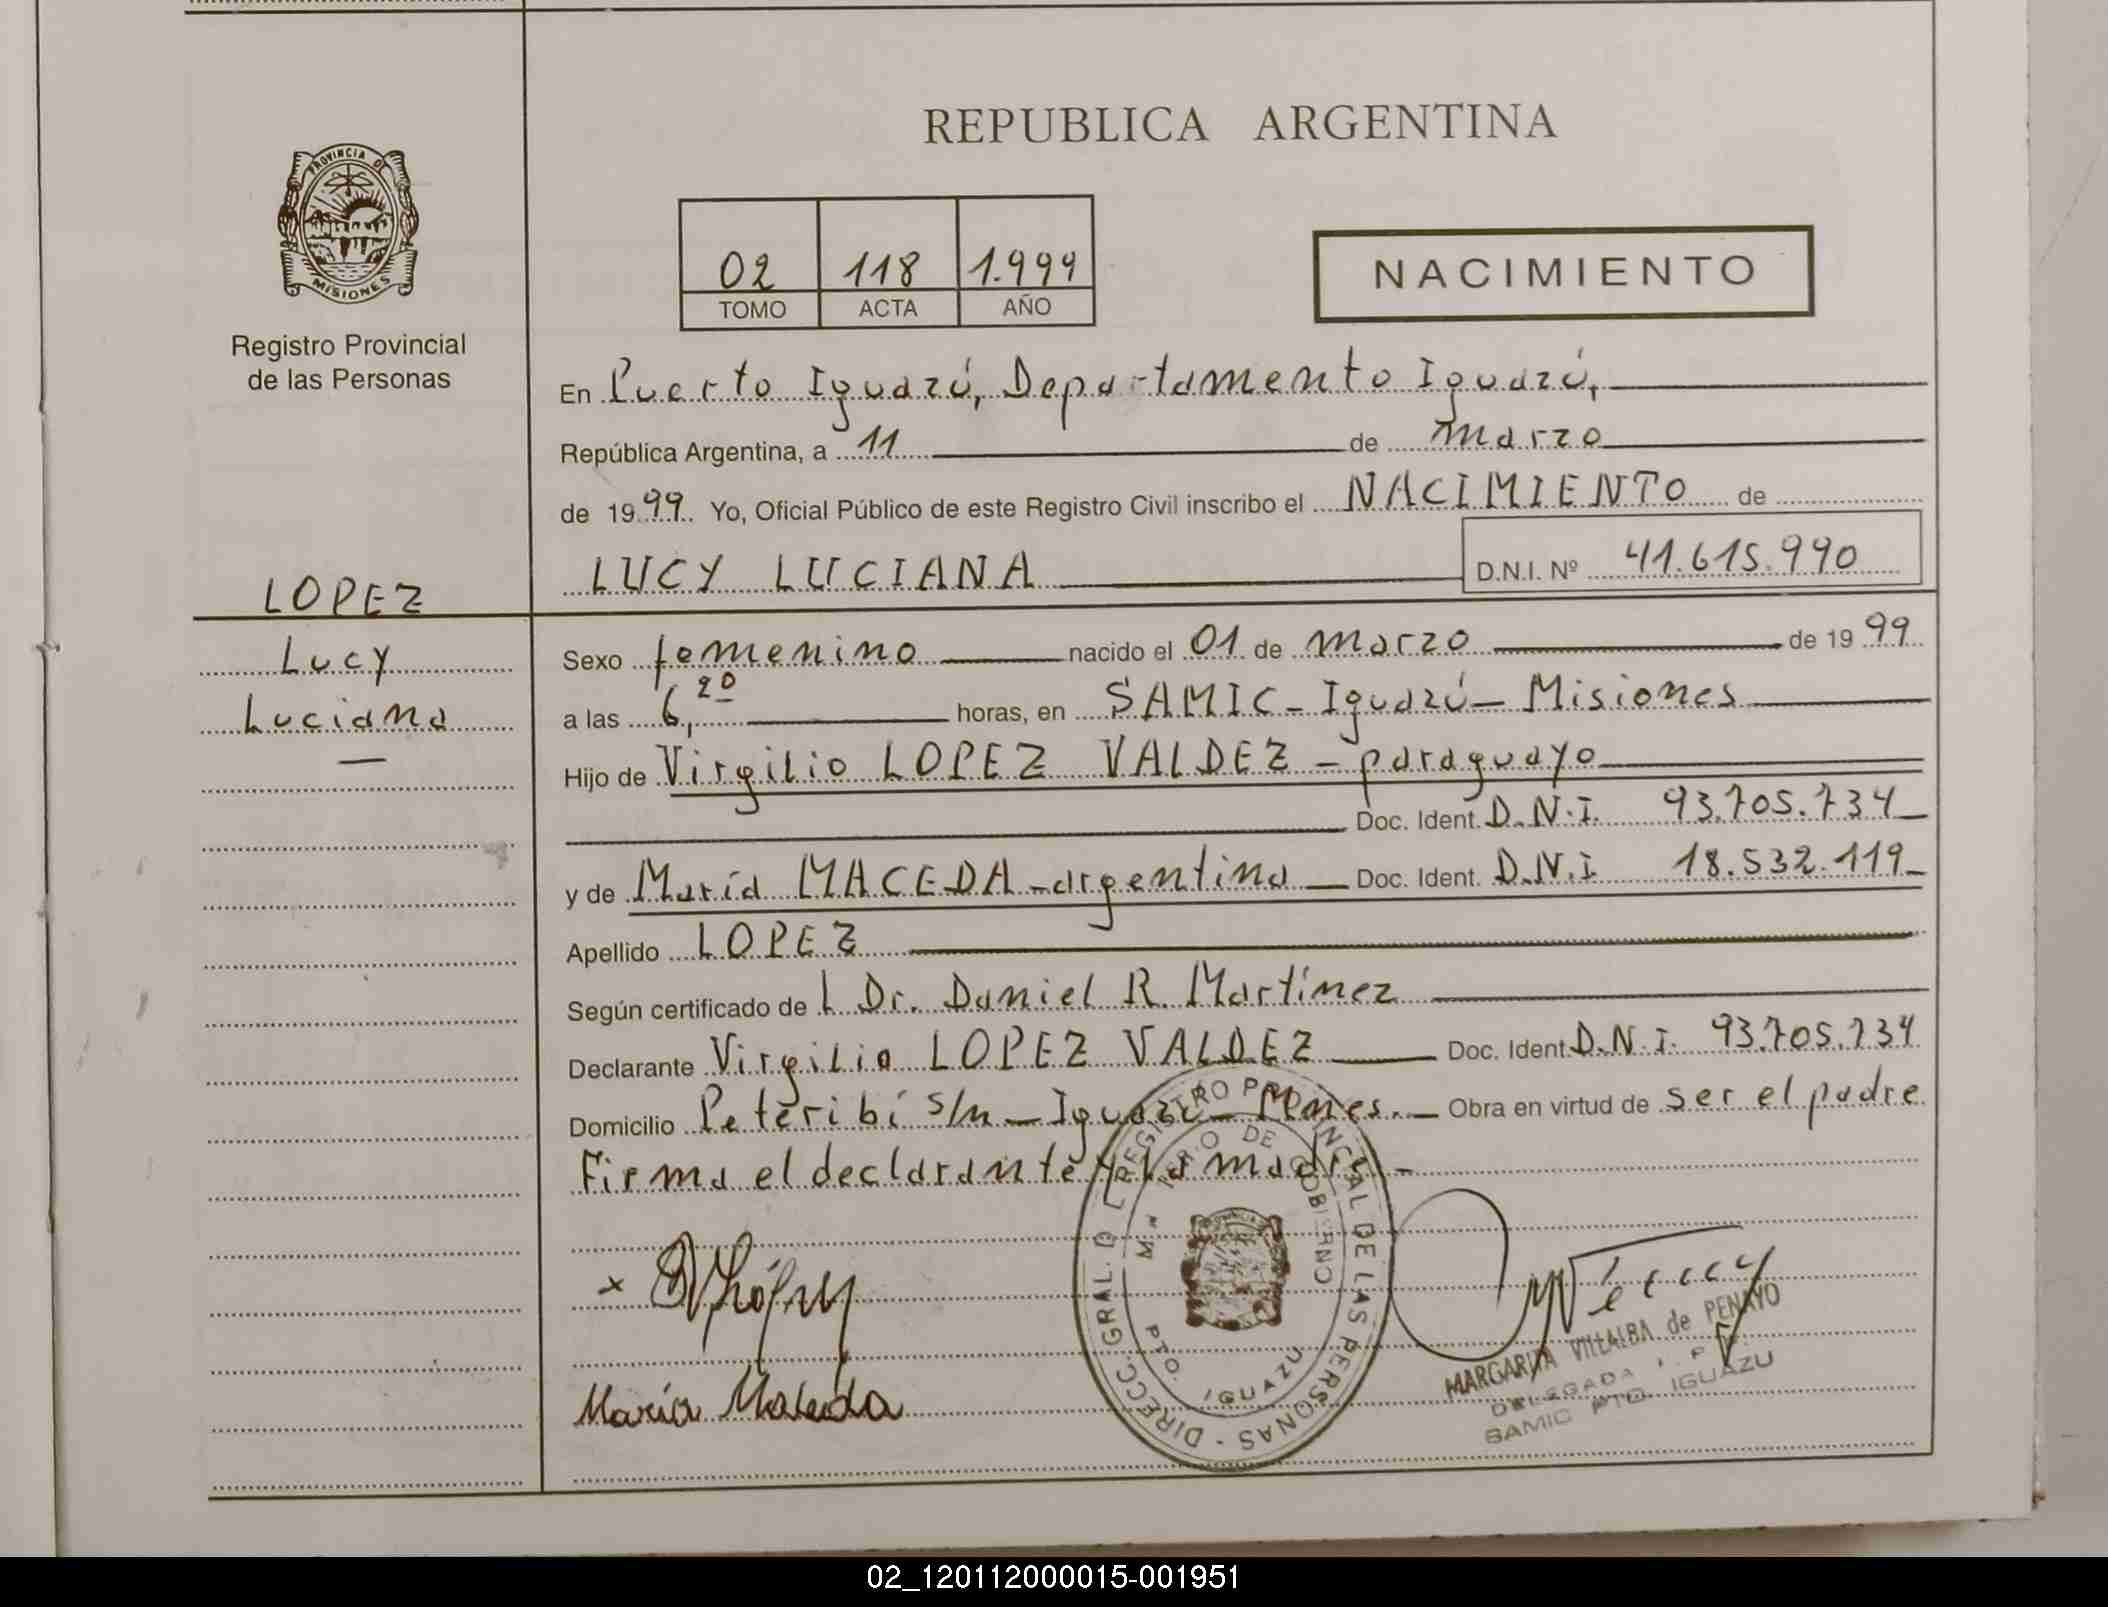 REPUBLICA ARGENTINA
PROVINCIA DE
MISIONES
Registro Provincial
de las Personas
02 118 1.999
TOMO ACTA AÑO
NACIMIENTO
En Puerto Iguazú, Departamento Iguazú,
República Argentina, a 11 de marzo
de 1999 Yo, Oficial Público de este Registro Civil inscribo el NACIMIENTO de
LUCY LUCIANA D.N.I. Nº 41.615.990
LOPEZ
Lucy
Luciana
—
Sexo femenino nacido el 01 de marzo de 1999
a las 6,20 horas, en SAMIC - Iguazú - Misiones
Hijo de Virgilio LOPEZ VALDEZ - paraguayo
Doc. Ident. D.N.I. 93.705.734
y de María MACEDA - argentina Doc. Ident. D.N.I 18.532.119
Apellido LOPEZ
Según certificado de l Dr. Daniel R. Martínez
Declarante Virgilio LOPEZ VALDEZ Doc. Ident. D.N.I. 93.705.734
Domicilio Peteribí s/n - Iguazú - Mnes. Obra en virtud de ser el padre
Firma el declarante y la madre. -
x
María Maceda
DIRECC. GRAL. DEL REGISTRO PROVINCIAL DE LAS PERSONAS
DE GOBIERNO
PTO. IGUAZU
MARGARITA VILLALBA de PENAYO
DELEGADA
SAMIC PTO. IGUAZU
02_120112000015-001951